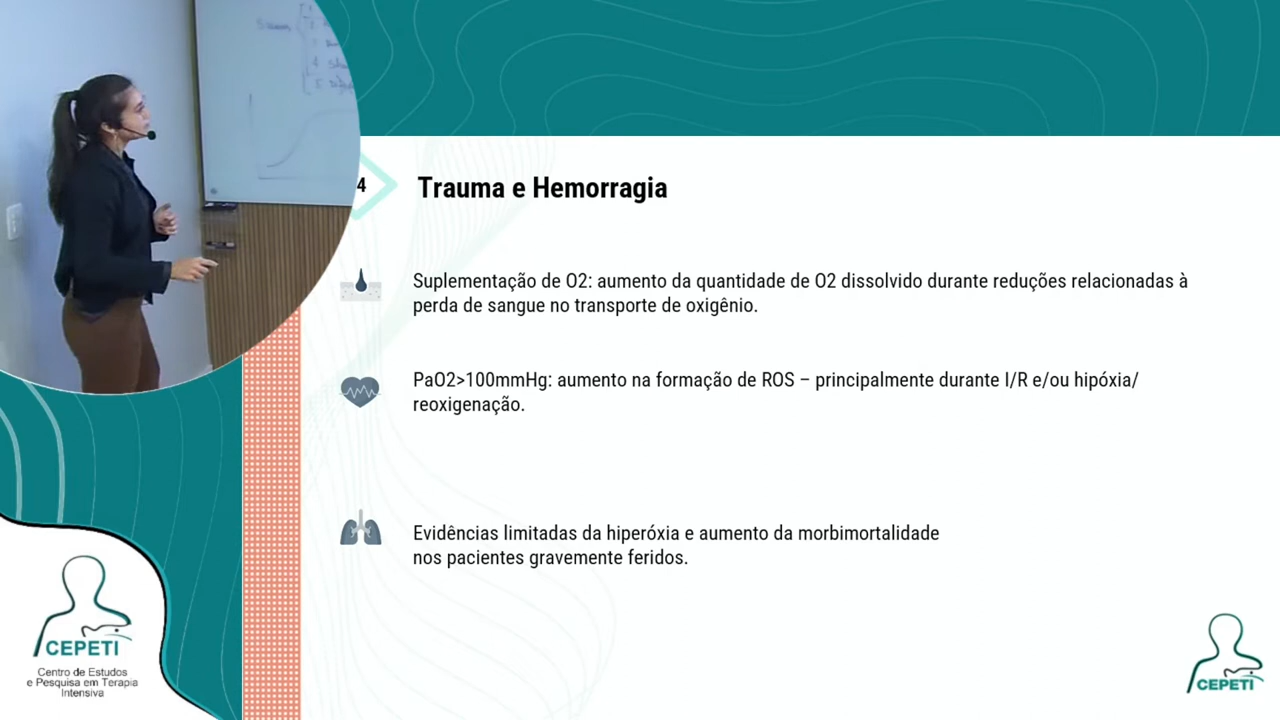 4
Trauma e Hemorragia
Suplementação de O2: aumento da quantidade de O2 dissolvido durante reduções relacionadas à
perda de sangue no transporte de oxigênio.
PaO2>100mmHg: aumento na formação de ROS – principalmente durante I/R e/ou hipóxia/
reoxigenação.
Evidências limitadas da hiperóxia e aumento da morbimortalidade
nos pacientes gravemente feridos.
CEPETI
Centro de Estudos
e Pesquisa em Terapia
Intensiva
CEPETI